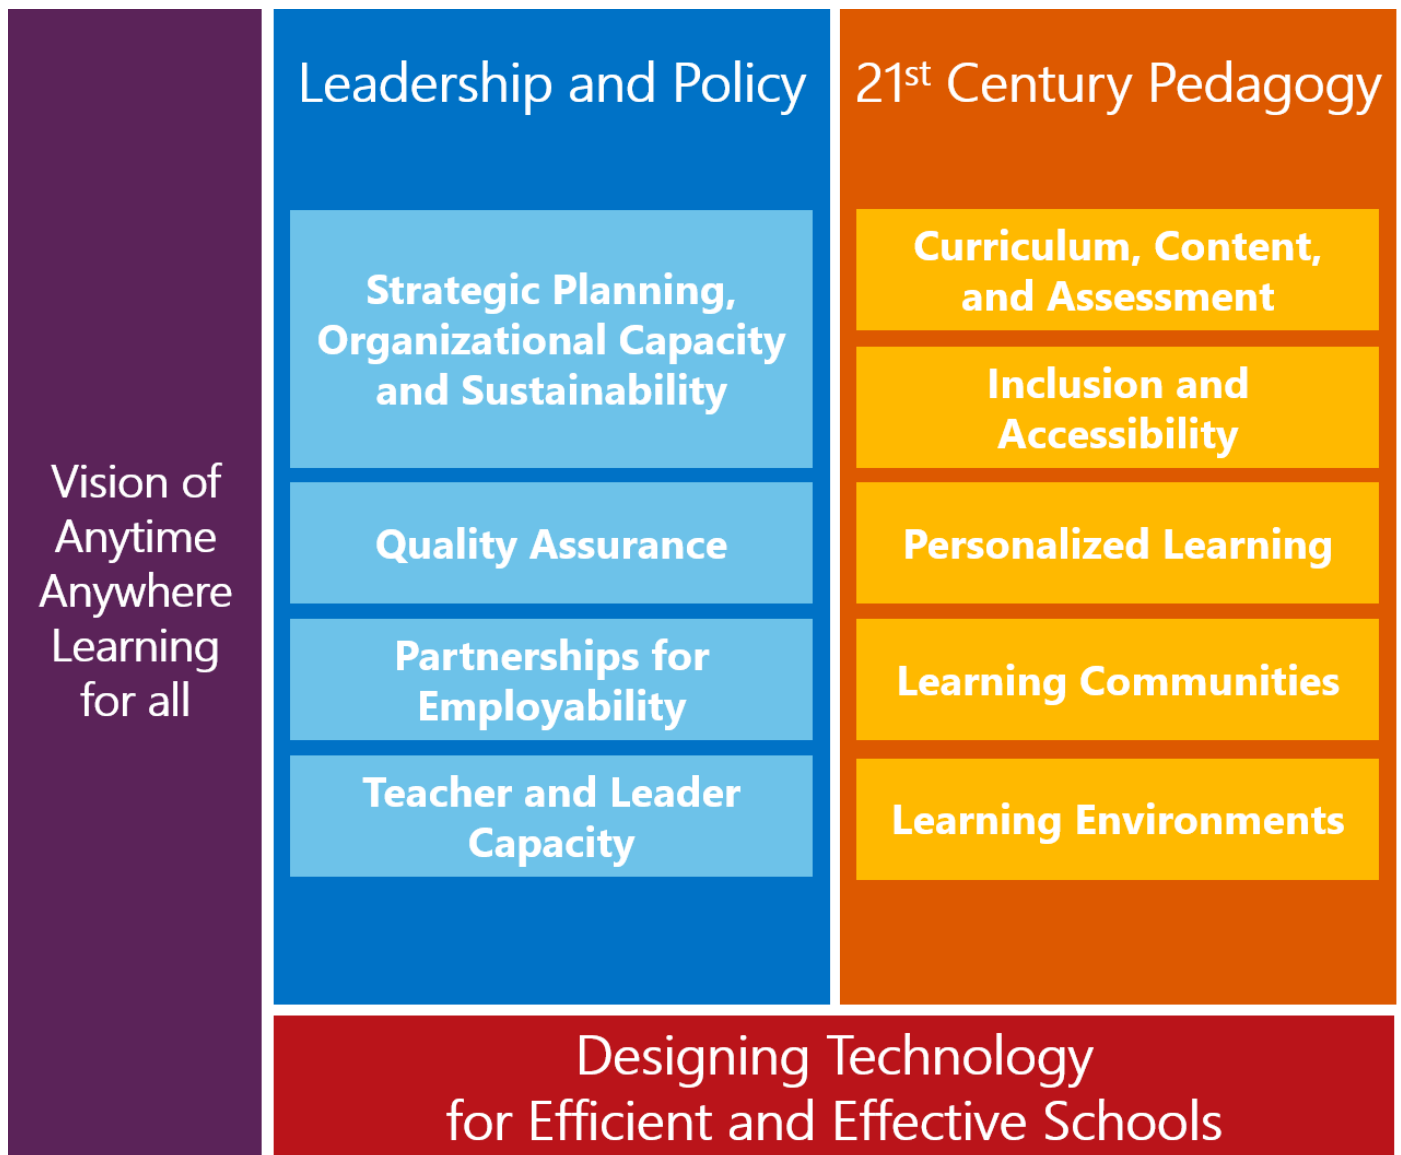 Vision of
Anytime
Anywhere
Learning
for all
Leadership and Policy
Strategic Planning,
Organizational Capacity
and Sustainability
Quality Assurance
Partnerships for
Employability
Teacher and Leader
Capacity
21st Century Pedagogy
Curriculum, Content,
and Assessment
Inclusion and
Accessibility
Personalized Learning
Learning Communities
Learning Environments
Designing Technology
for Efficient and Effective Schools